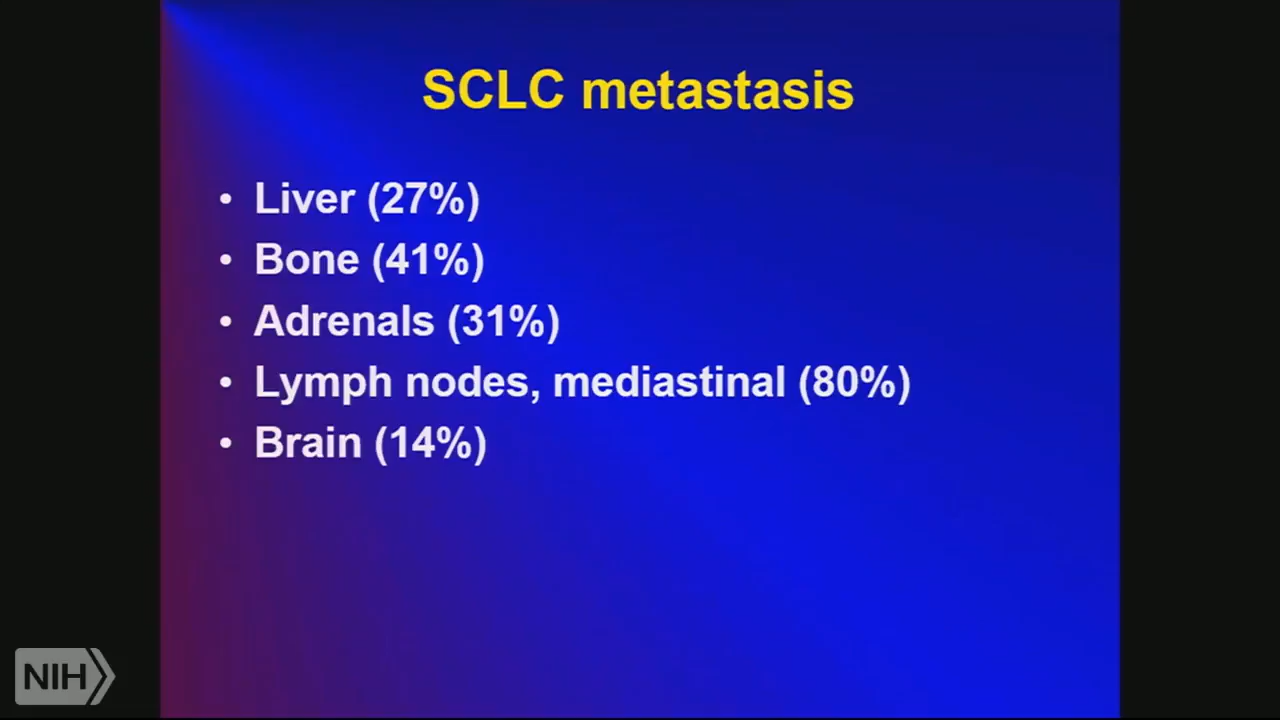 SCLC metastasis
• Liver (27%)
• Bone (41%)
• Adrenals (31%)
• Lymph nodes, mediastinal (80%)
• Brain (14%)
NIH